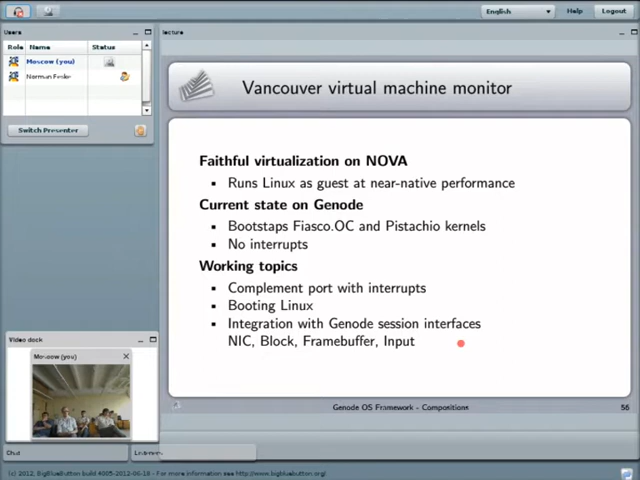 English
Help
Logout
Users
lecture
Role Name Status
Moscow (you)
Norman Feske
Switch Presenter
Vancouver virtual machine monitor
Faithful virtualization on NOVA
Runs Linux as guest at near-native performance
Current state on Genode
Bootstaps Fiasco.OC and Pistachio kernels
No interrupts
Working topics
Complement port with interrupts
Booting Linux
Integration with Genode session interfaces
NIC, Block, Framebuffer, Input
Genode OS Framework - Compositions
56
Video dock
Moscow (you)
Chat
Listeners
(c) 2012, BigBlueButton build 4005-2012-06-18 - For more information see http://www.bigbluebutton.org/